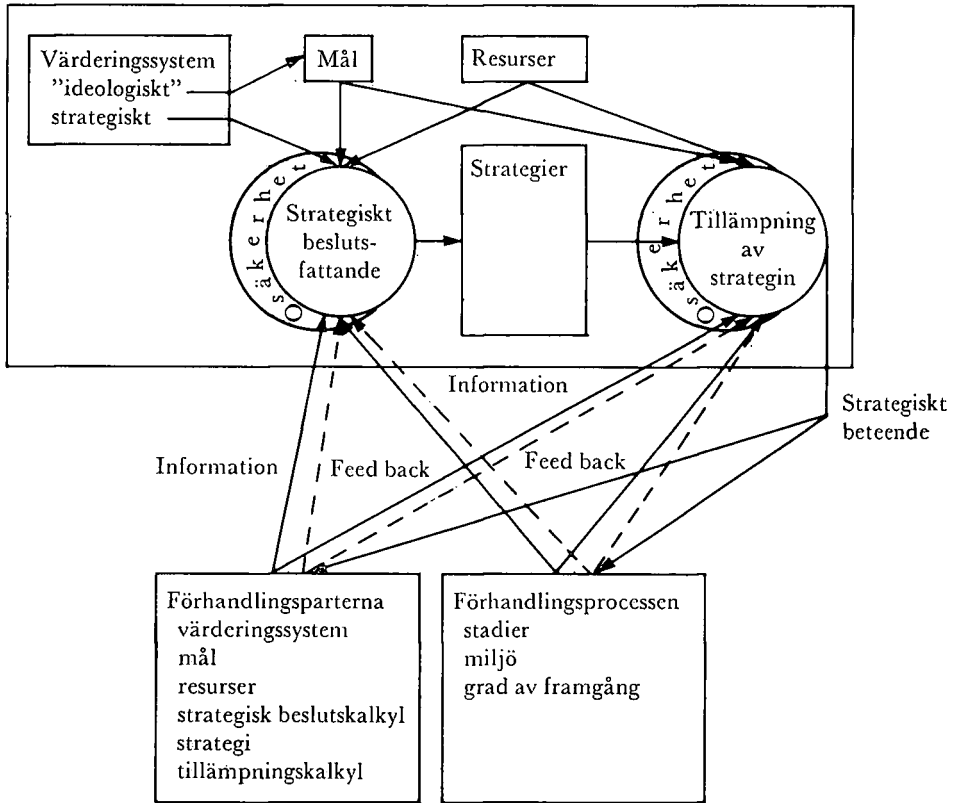 Värderingssystem
"ideologiskt"
strategiskt
Mål
Resurser
Osäkerhet
Strategiskt
besluts-
fattande
Strategier
Osäkerhet
Tillämpning
av
strategin
Information
Information
Feed back
Feed back
Strategiskt
beteende
Förhandlingsparterna
värderingssystem
mål
resurser
strategisk beslutskalkyl
strategi
tillämpningskalkyl
Förhandlingsprocessen
stadier
miljö
grad av framgång